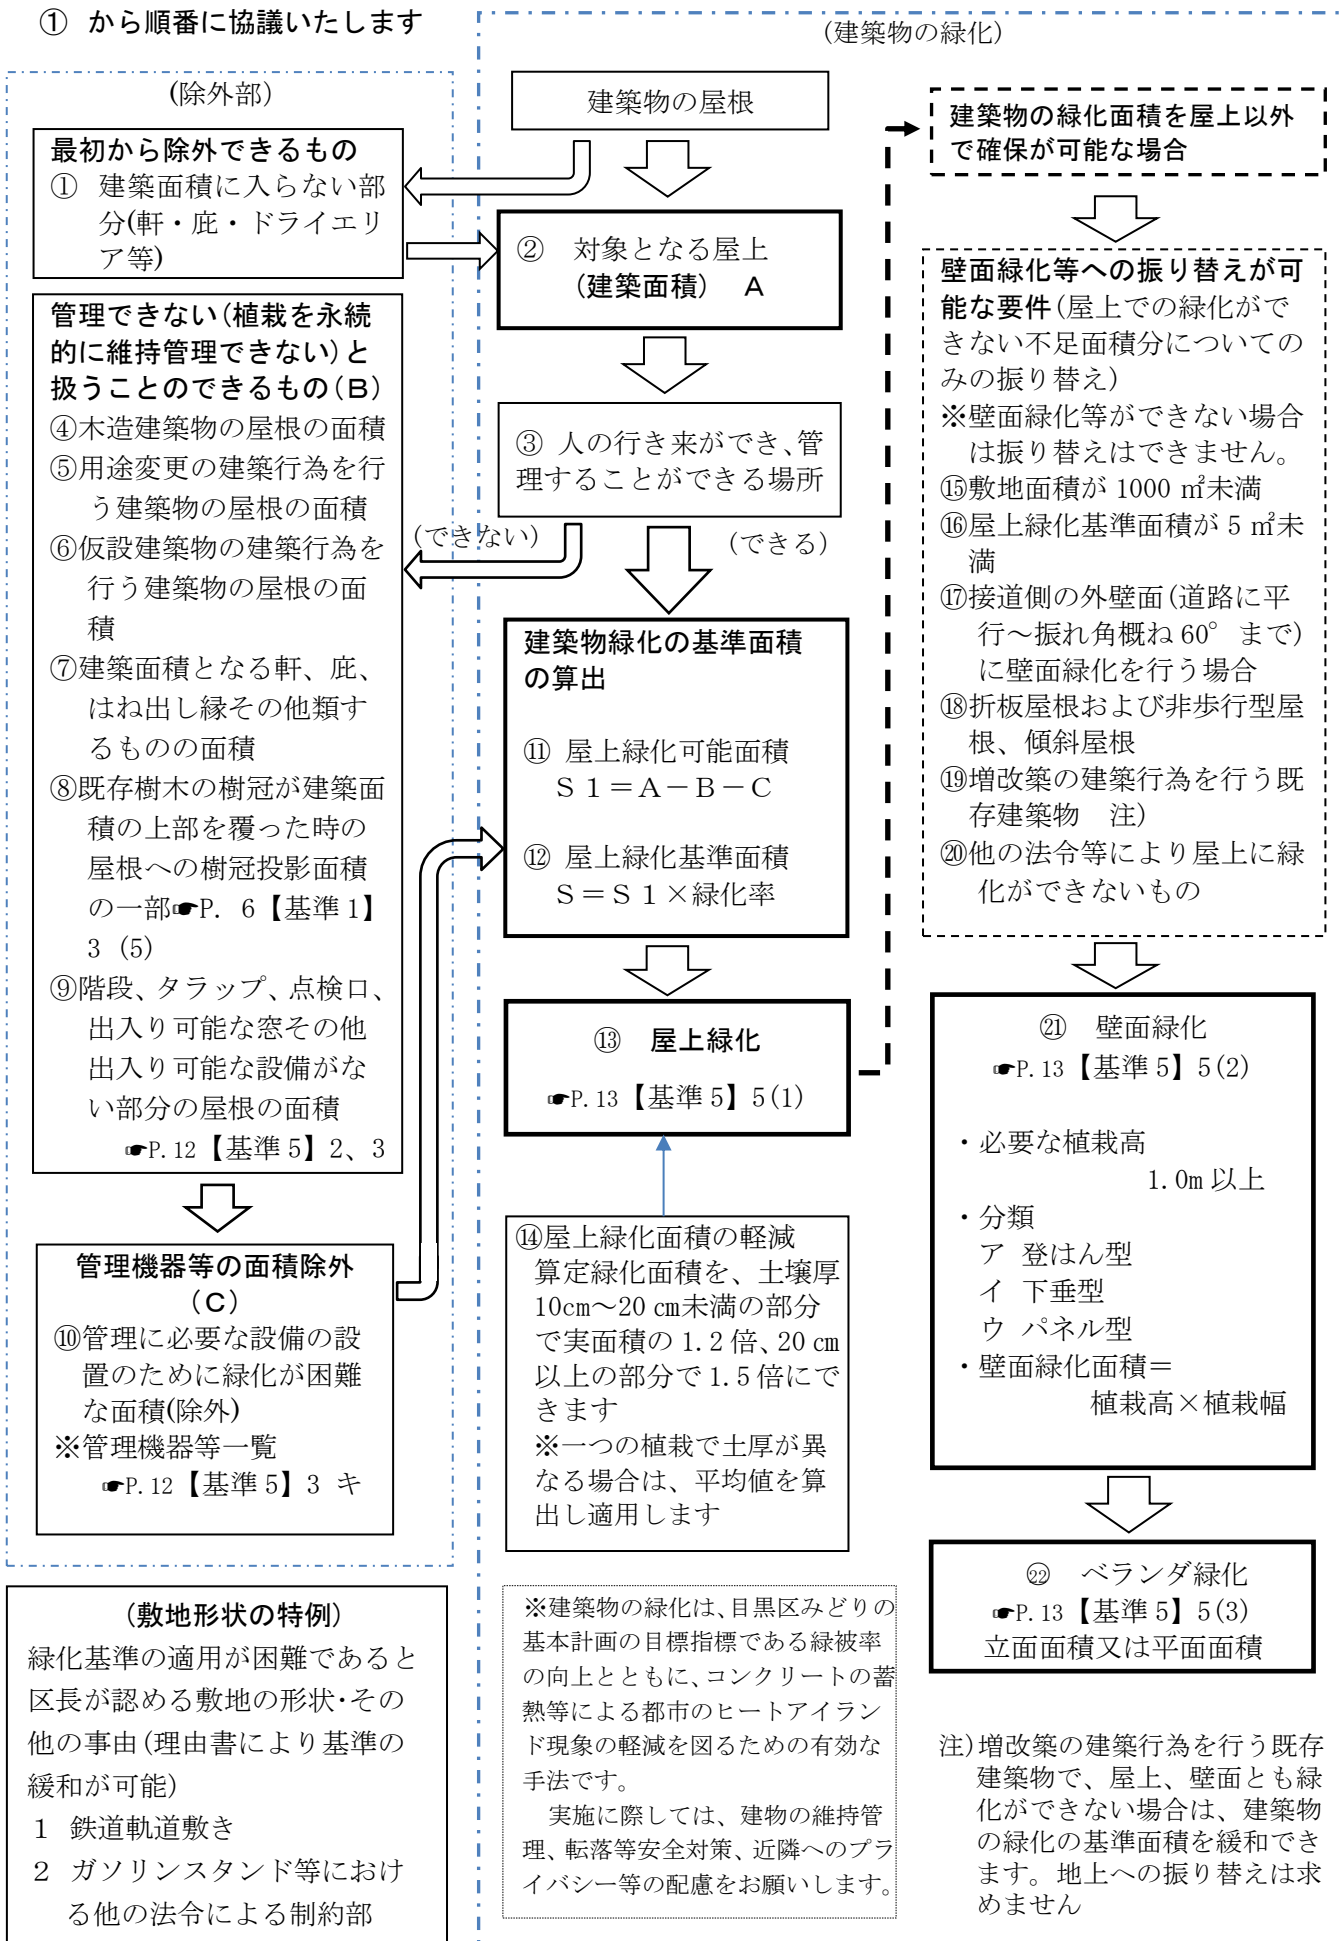 ① から順番に協議いたします
(除外部)
最初から除外できるもの
① 建築面積に入らない部
分(軒・庇・ドライエリ
ア等)
管理できない(植栽を永続
的に維持管理できない)と
扱うことのできるもの(B)
④木造建築物の屋根の面積
⑤用途変更の建築行為を行
う建築物の屋根の面積
⑥仮設建築物の建築行為を
行う建築物の屋根の面
積
⑦建築面積となる軒、庇、
はね出し縁その他類す
るものの面積
⑧既存樹木の樹冠が建築面
積の上部を覆った時の
屋根への樹冠投影面積
の一部☛P. 6【基準1】
3 (5)
⑨階段、タラップ、点検口、
出入り可能な窓その他
出入り可能な設備がな
い部分の屋根の面積
☛P.12【基準5】2、3
管理機器等の面積除外
(C)
⑩管理に必要な設備の設
置のために緑化が困難
な面積(除外)
※管理機器等一覧
☛P.12【基準5】3 キ
(敷地形状の特例)
緑化基準の適用が困難であると
区長が認める敷地の形状・その
他の事由(理由書により基準の
緩和が可能)
1 鉄道軌道敷き
2 ガソリンスタンド等におけ
る他の法令による制約部
(建築物の緑化)
建築物の屋根
② 対象となる屋上
(建築面積) A
③ 人の行き来ができ、管
理することができる場所
(できない)
(できる)
建築物緑化の基準面積
の算出
⑪ 屋上緑化可能面積
S1=A-B-C
⑫ 屋上緑化基準面積
S=S1×緑化率
⑬ 屋上緑化
☛P.13【基準5】5(1)
⑭屋上緑化面積の軽減
算定緑化面積を、土壌厚
10cm~20㎝未満の部分
で実面積の1.2倍、20㎝
以上の部分で1.5倍にで
きます
※一つの植栽で土厚が異
なる場合は、平均値を算
出し適用します
※建築物の緑化は、目黒区みどりの
基本計画の目標指標である緑被率
の向上とともに、コンクリートの蓄
熱等による都市のヒートアイラン
ド現象の軽減を図るための有効な
手法です。
実施に際しては、建物の維持管
理、転落等安全対策、近隣へのプラ
イバシー等の配慮をお願いします。
建築物の緑化面積を屋上以外
で確保が可能な場合
壁面緑化等への振り替えが可
能な要件(屋上での緑化がで
きない不足面積分についての
みの振り替え)
※壁面緑化等ができない場合
は振り替えはできません。
⑮敷地面積が1000㎡未満
⑯屋上緑化基準面積が5㎡未
満
⑰接道側の外壁面(道路に平
行~振れ角概ね60°まで)
に壁面緑化を行う場合
⑱折板屋根および非歩行型屋
根、傾斜屋根
⑲増改築の建築行為を行う既
存建築物 注)
⑳他の法令等により屋上に緑
化ができないもの
㉑ 壁面緑化
☛P.13【基準5】5(2)
・必要な植栽高
1.0m以上
・分類
ア 登はん型
イ 下垂型
ウ パネル型
・壁面緑化面積=
植栽高×植栽幅
㉒ ベランダ緑化
☛P.13【基準5】5(3)
立面面積又は平面面積
注)増改築の建築行為を行う既存
建築物で、屋上、壁面とも緑
化ができない場合は、建築物
の緑化の基準面積を緩和でき
ます。地上への振り替えは求
めません